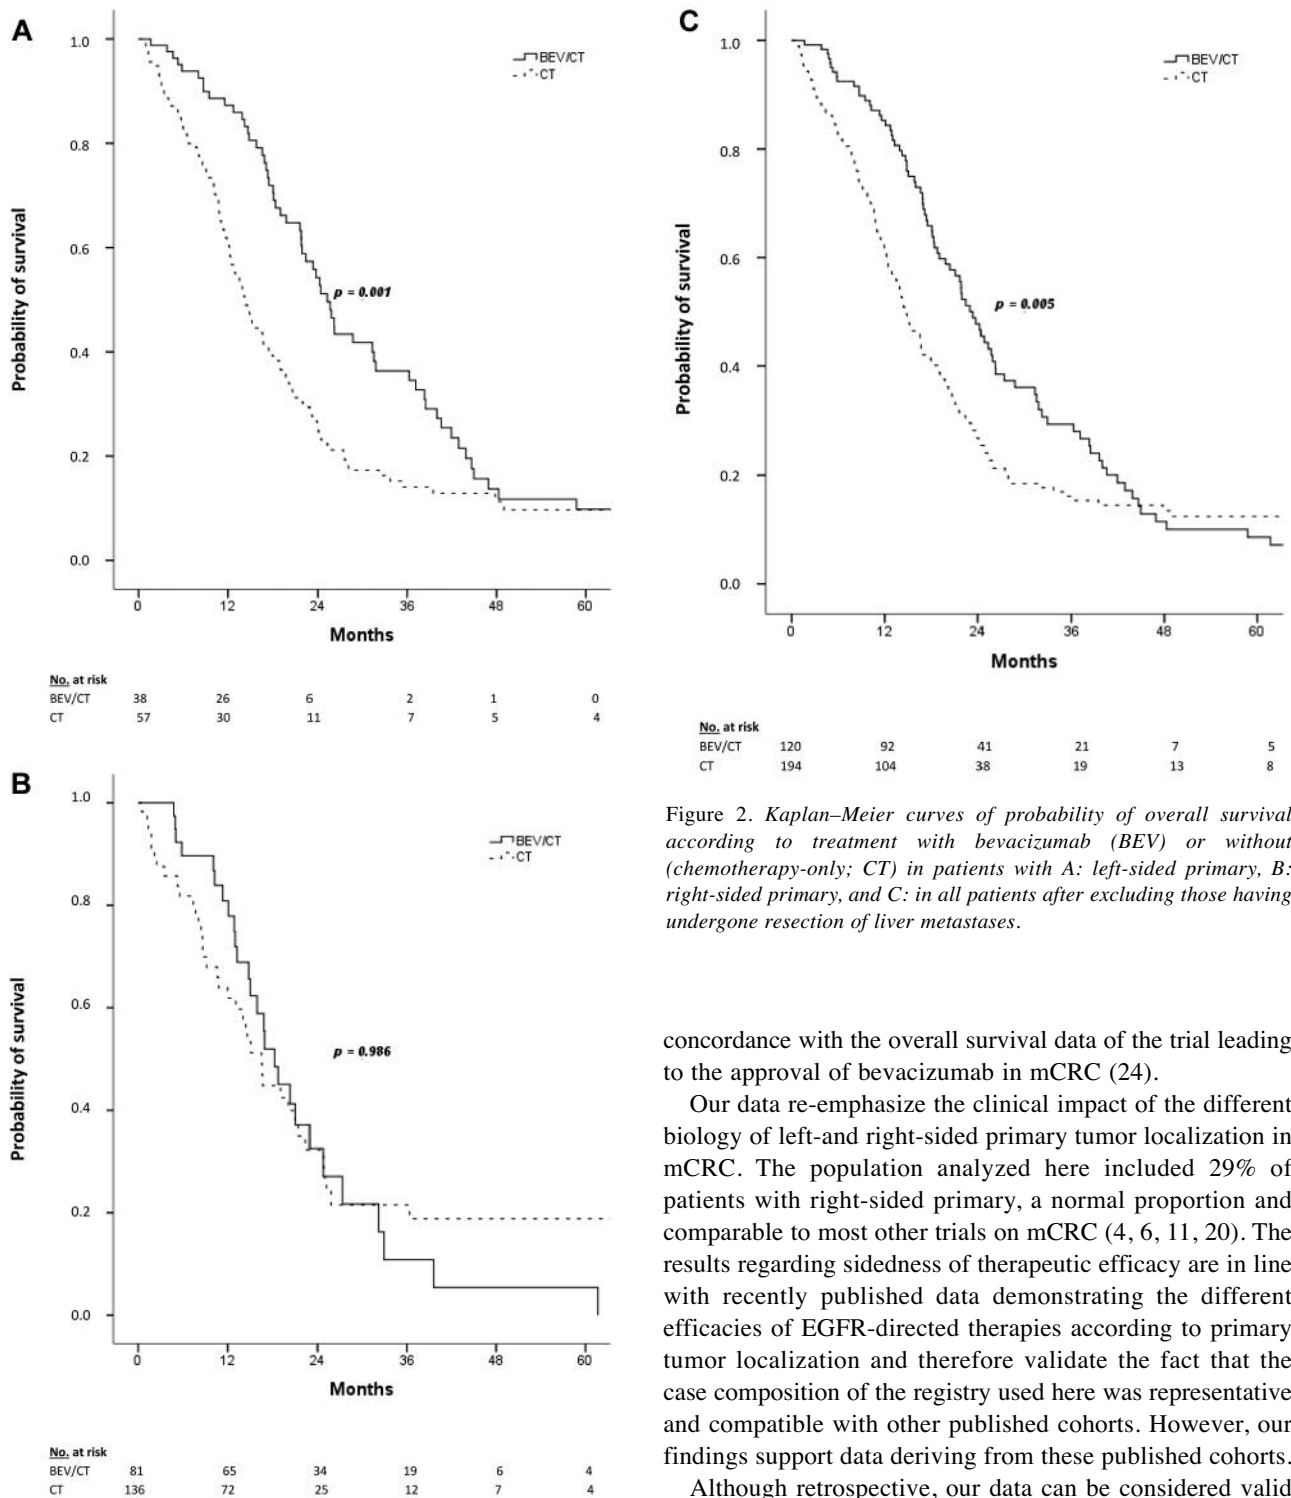 A
Probability of survival
1.0
0.8
0.6
0.4
0.2
0.0
BEV/CT
CT
p = 0.001
0 12 24 36 48 60
Months
No. at risk
BEV/CT 38 26 6 2 1 0
CT 57 30 11 7 5 4
B
Probability of survival
1.0
0.8
0.6
0.4
0.2
0.0
BEV/CT
CT
p = 0.986
0 12 24 36 48 60
Months
No. at risk
BEV/CT 81 65 34 19 6 4
CT 136 72 25 12 7 4
C
Probability of survival
1.0
0.8
0.6
0.4
0.2
0.0
BEV/CT
CT
p = 0.005
0 12 24 36 48 60
Months
No. at risk
BEV/CT 120 92 41 21 7 5
CT 194 104 38 19 13 8
Figure 2. Kaplan–Meier curves of probability of overall survival
according to treatment with bevacizumab (BEV) or without
(chemotherapy-only; CT) in patients with A: left-sided primary, B:
right-sided primary, and C: in all patients after excluding those having
undergone resection of liver metastases.
concordance with the overall survival data of the trial leading
to the approval of bevacizumab in mCRC (24).
Our data re-emphasize the clinical impact of the different
biology of left-and right-sided primary tumor localization in
mCRC. The population analyzed here included 29% of
patients with right-sided primary, a normal proportion and
comparable to most other trials on mCRC (4, 6, 11, 20). The
results regarding sidedness of therapeutic efficacy are in line
with recently published data demonstrating the different
efficacies of EGFR-directed therapies according to primary
tumor localization and therefore validate the fact that the
case composition of the registry used here was representative
and compatible with other published cohorts. However, our
findings support data deriving from these published cohorts.
Although retrospective, our data can be considered valid